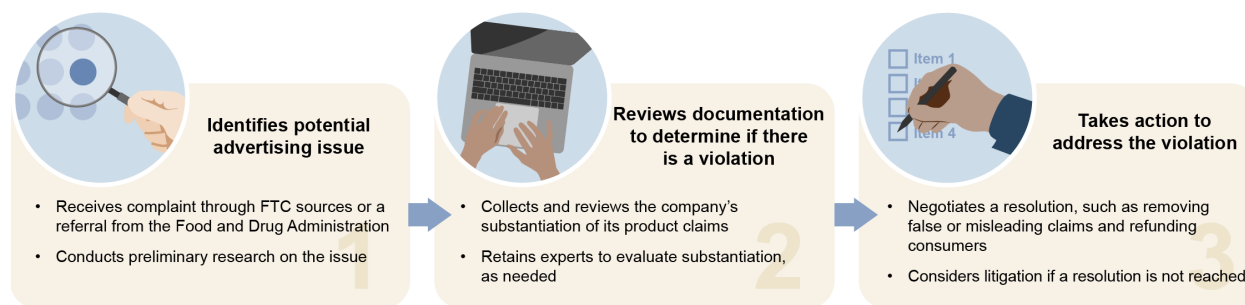 Identifies potential
advertising issue
• Receives complaint through FTC sources or a
referral from the Food and Drug Administration
• Conducts preliminary research on the issue
1
Reviews documentation
to determine if there
is a violation
• Collects and reviews the company's
substantiation of its product claims
• Retains experts to evaluate substantiation,
as needed
2
Item 1
Item 4
Takes action to
address the violation
• Negotiates a resolution, such as removing
false or misleading claims and refunding
consumers
• Considers litigation if a resolution is not reached
3